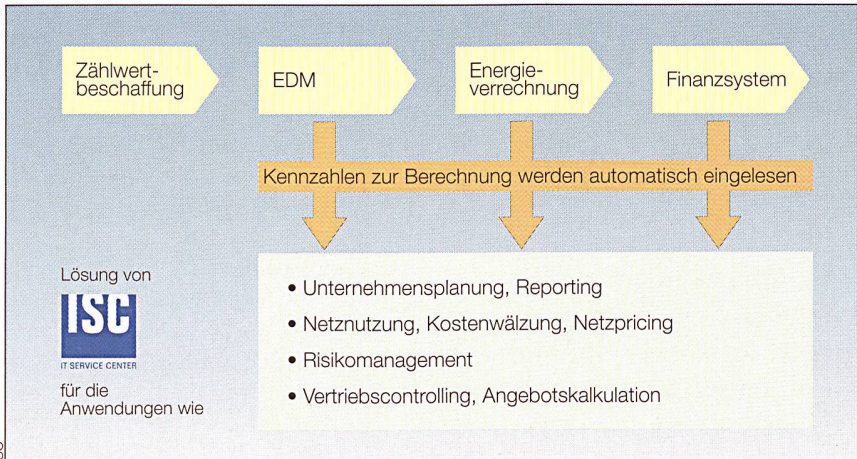 Zählwert-
beschaffung
EDM
Energie-
verrechnung
Finanzsystem
Kennzahlen zur Berechnung werden automatisch eingelesen
Lösung von
ISC
IT SERVICE CENTER
für die
Anwendungen wie
• Unternehmensplanung, Reporting
• Netznutzung, Kostenwälzung, Netzpricing
• Risikomanagement
• Vertriebscontrolling, Angebotskalkulation